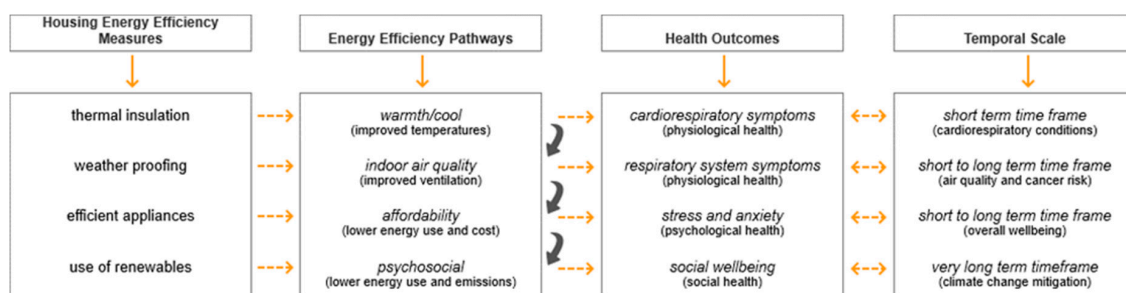 Housing Energy Efficiency
Measures
Energy Efficiency Pathways
Health Outcomes
Temporal Scale
thermal insulation
weather proofing
efficient appliances
use of renewables
warmth/cool
(improved temperatures)
indoor air quality
(improved ventilation)
affordability
(lower energy use and cost)
psychosocial
(lower energy use and emissions)
cardiorespiratory symptoms
(physiological health)
respiratory system symptoms
(physiological health)
stress and anxiety
(psychological health)
social wellbeing
(social health)
short term time frame
(cardiorespiratory conditions)
short to long term time frame
(air quality and cancer risk)
short to long term time frame
(overall wellbeing)
very long term timeframe
(climate change mitigation)